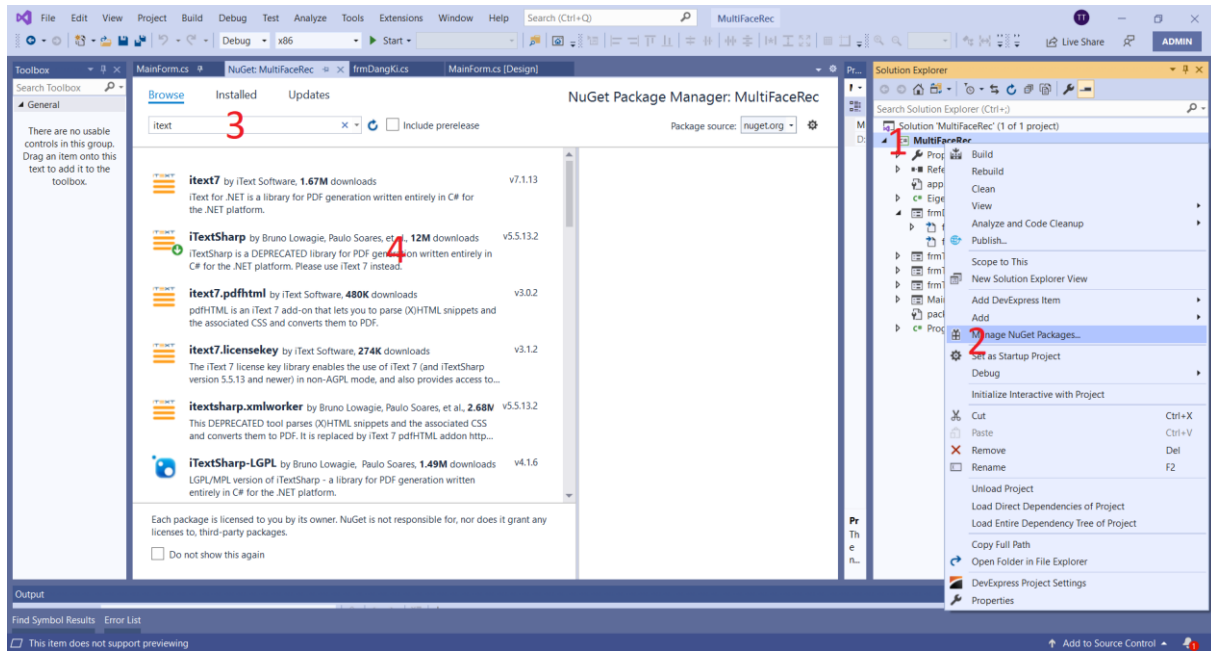 File Edit View Project Build Debug Test Analyze Tools Extensions Window Help Search (Ctrl+Q) MultiFaceRec TT
Debug x86 Start Live Share ADMIN
Toolbox
Search Toolbox
General
There are no usable
controls in this group.
Drag an item onto this
text to add it to the
toolbox.
MainForm.cs NuGet: MultiFaceRec frmDangKi.cs MainForm.cs [Design]
Browse Installed Updates
NuGet Package Manager: MultiFaceRec
itext
3
Include prerelease
Package source: nuget.org
itext7 by iText Software, 1.67M downloads v7.1.13
iText for .NET is a library for PDF generation written entirely in C# for
the .NET platform.
iTextSharp by Bruno Lowagie, Paulo Soares, et al., 12M downloads v5.5.13.2
iTextSharp is a DEPRECATED library for PDF generation written entirely in
C# for the .NET platform. Please use iText 7 instead.
4
itext7.pdfhtml by iText Software, 480K downloads v3.0.2
pdfHTML is an iText 7 add-on that lets you to parse (X)HTML snippets and
the associated CSS and converts them to PDF.
itext7.licensekey by iText Software, 274K downloads v3.1.2
The iText 7 license key library enables the use of iText 7 (and iTextSharp
version 5.5.13 and newer) in non-AGPL mode, and also provides access to...
itextsharp.xmlworker by Bruno Lowagie, Paulo Soares, et al., 2.68M v5.5.13.2
This DEPRECATED tool parses (X)HTML snippets and the associated CSS
and converts them to PDF. It is replaced by iText 7 pdfHTML addon http...
iTextSharp-LGPL by Bruno Lowagie, Paulo Soares, 1.49M downloads v4.1.6
LGPL/MPL version of iTextSharp - a library for PDF generation written
entirely in C# for the .NET platform.
Each package is licensed to you by its owner. NuGet is not responsible for, nor does it grant any
licenses to, third-party packages.
Do not show this again
Pr...
M
D:
Pr
Th
e
n...
Solution Explorer
Search Solution Explorer (Ctrl+;)
Solution 'MultiFaceRec' (1 of 1 project)
1
MultiFaceRec
Prop
Refe
app
C# Eige
frmD
f
f
frmT
frmT
frmT
Mai
pac
C# Prog
Build
Rebuild
Clean
View
Analyze and Code Cleanup
Publish...
Scope to This
New Solution Explorer View
Add DevExpress Item
Add
Manage NuGet Packages...
2
Set as Startup Project
Debug
Initialize Interactive with Project
Cut Ctrl+X
Paste Ctrl+V
Remove Del
Rename F2
Unload Project
Load Direct Dependencies of Project
Load Entire Dependency Tree of Project
Copy Full Path
Open Folder in File Explorer
DevExpress Project Settings
Properties
Output
Find Symbol Results Error List
This item does not support previewing
Add to Source Control
1